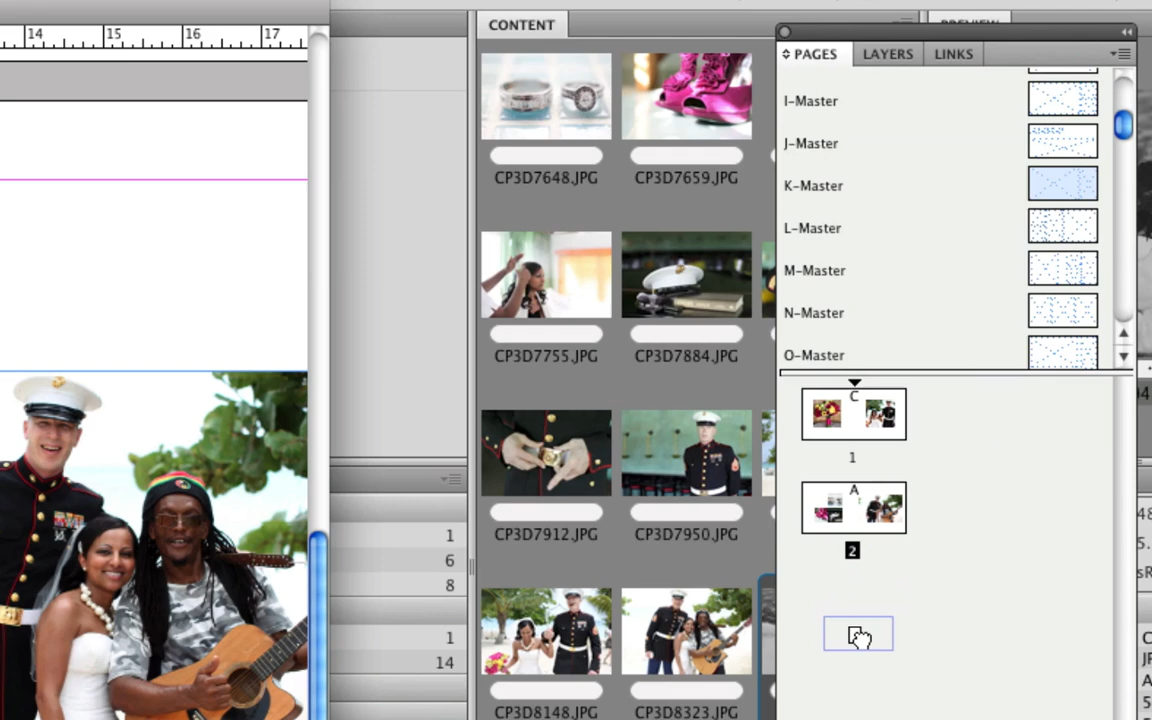 14 15 16 17
CONTENT
PREVIEW
PAGES LAYERS LINKS
I-Master
J-Master
K-Master
L-Master
M-Master
N-Master
O-Master
CP3D7648.JPG CP3D7659.JPG
CP3D7755.JPG CP3D7884.JPG
CP3D7912.JPG CP3D7950.JPG
CP3D8148.JPG CP3D8323.JPG
C
1
A
2
1
6
8
1
14